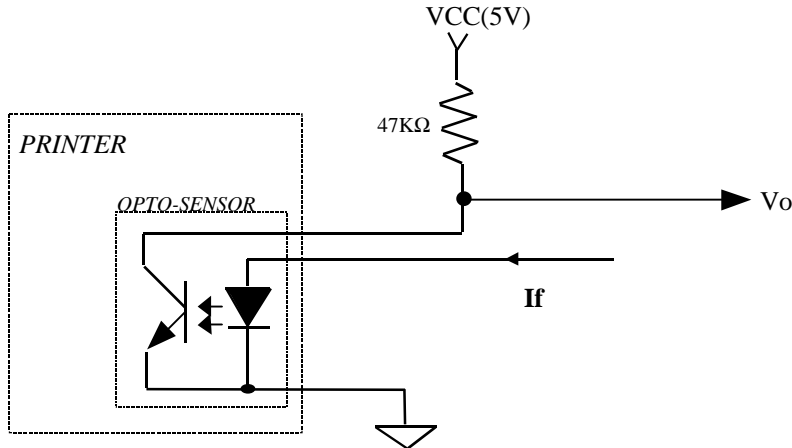 VCC(5V)
47KΩ
PRINTER
OPTO-SENSOR
Vo
If